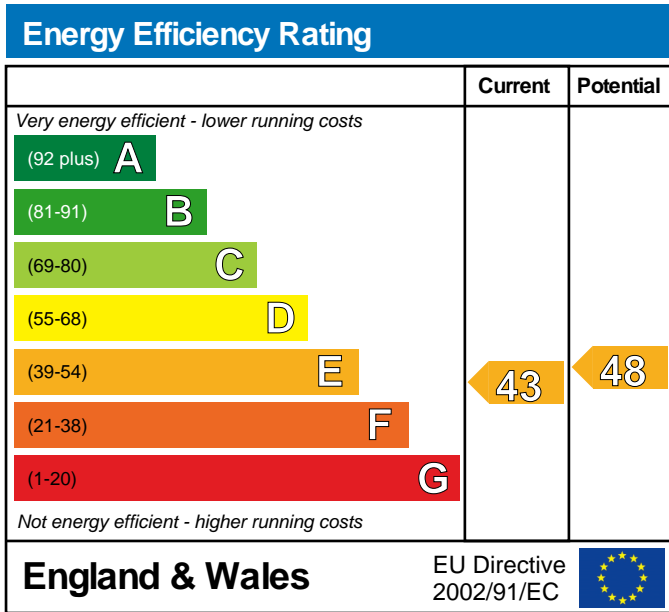 Energy Efficiency Rating
Current Potential
Very energy efficient - lower running costs
(92 plus) A
(81-91) B
(69-80) C
(55-68) D
(39-54) E 43 48
(21-38) F
(1-20) G
Not energy efficient - higher running costs
England & Wales
EU Directive
2002/91/EC